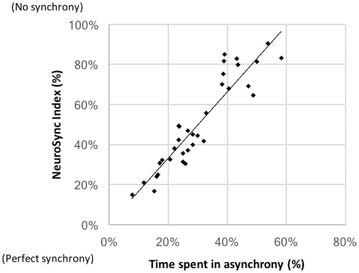 (No synchrony)
100%
80%
60%
40%
20%
0%
NeuroSync Index (%)
(Perfect synchrony)
0% 20% 40% 60% 80%
Time spent in asynchrony (%)